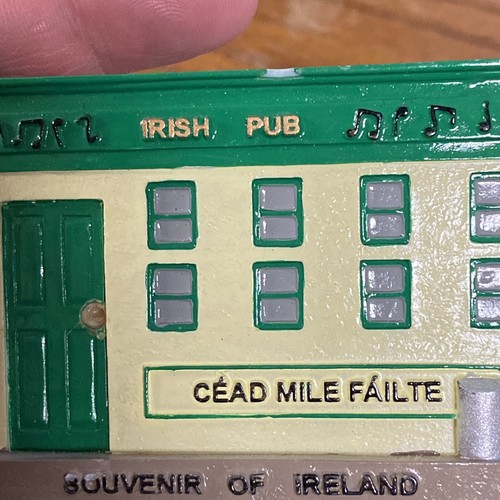 IRISH PUB
CÉAD MILE FÁILTE
SOUVENIR OF IRELAND